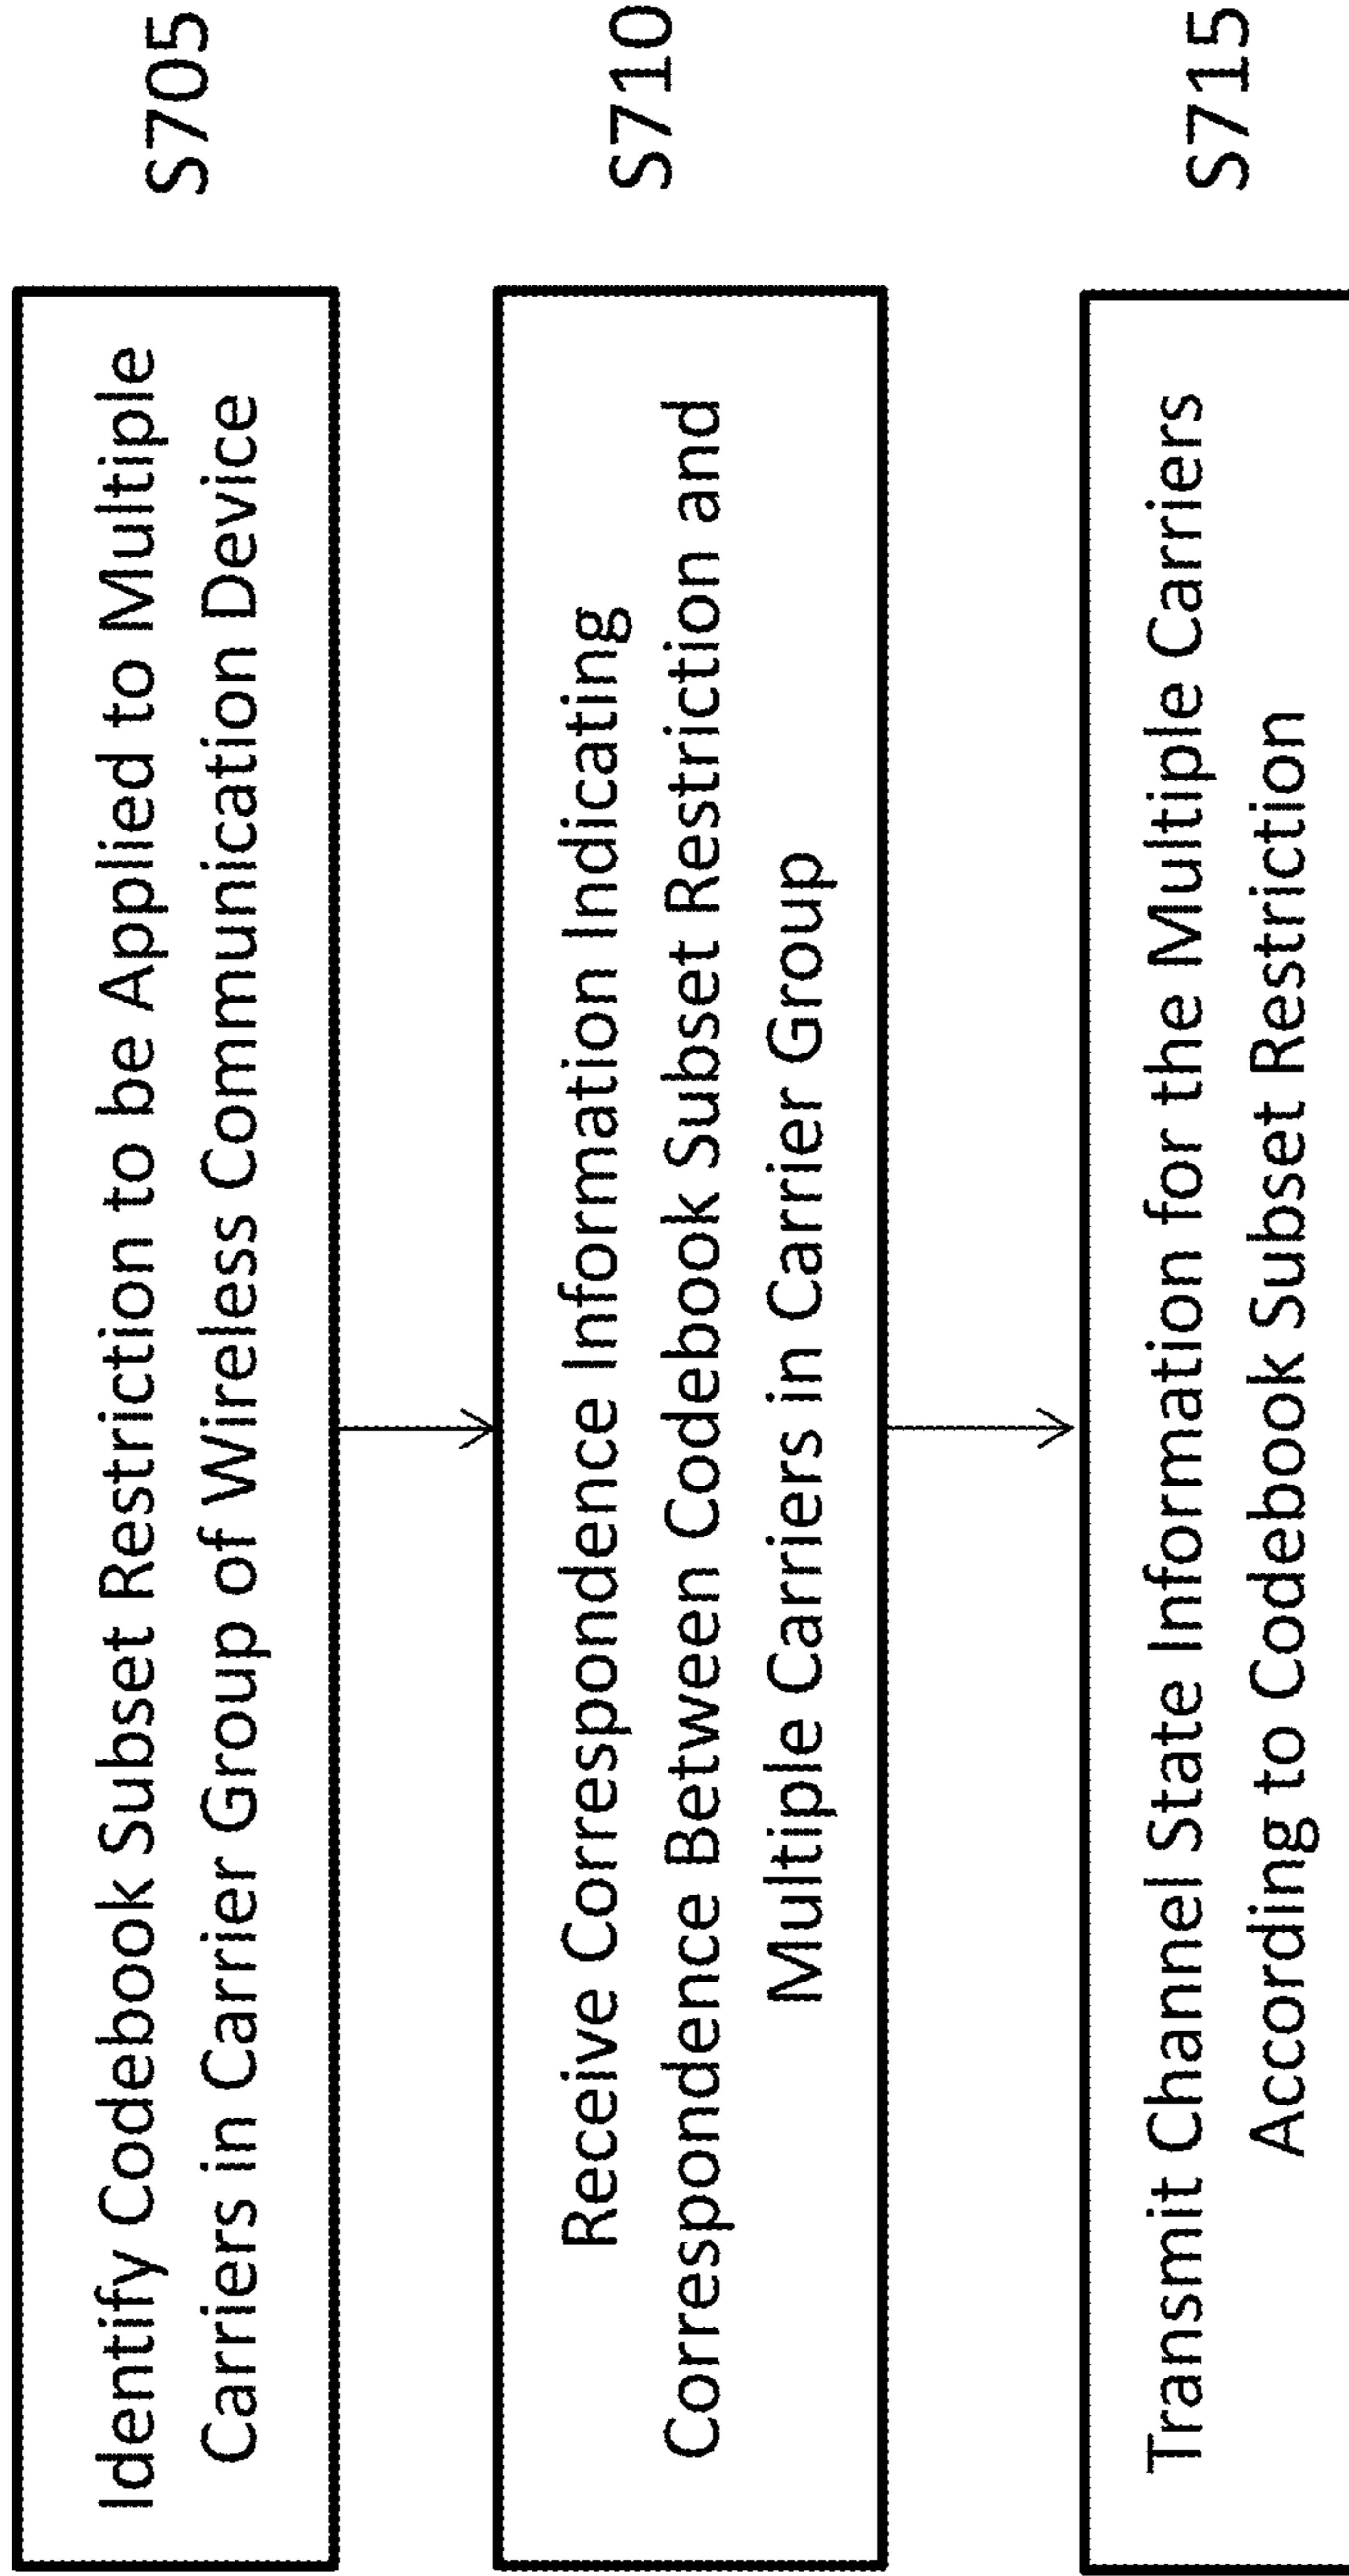 Identify Codebook Subset Restriction to be Applied to Multiple
Carriers in Carrier Group of Wireless Communication Device
S705
Receive Correspondence Information Indicating
Correspondence Between Codebook Subset Restriction and
Multiple Carriers in Carrier Group
S710
Transmit Channel State Information for the Multiple Carriers
According to Codebook Subset Restriction
S715